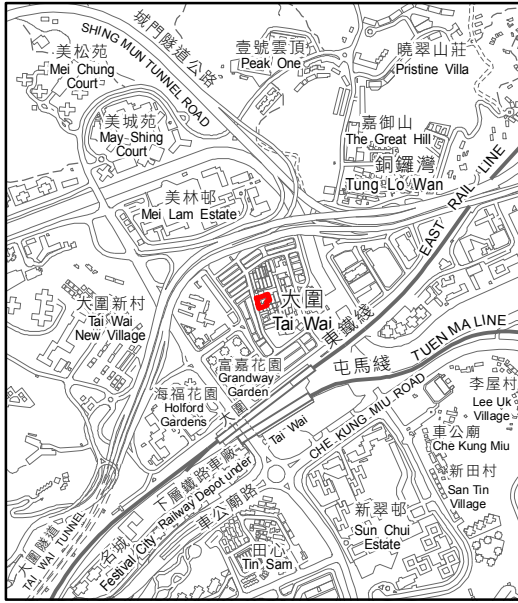 美松苑
Mei Chung
Court
城門隧道公路
SHING MUN TUNNEL ROAD
壹號雲頂
Peak One
曉翠山莊
Pristine Villa
美城苑
May Shing
Court
嘉御山
The Great Hill
銅鑼灣
Tung Lo Wan
美林邨
Mei Lam Estate
EAST RAIL LINE
東鐵綫
大圍新村
Tai Wai
New Village
大圍
Tai Wai
富嘉花園
Grandway
Garden
屯馬綫
TUEN MA LINE
海福花園
Holford
Gardens
大圍
Tai Wai
CHE KUNG MIU ROAD
車公廟路
李屋村
Lee Uk
Village
車公廟
Che Kung Miu
新田村
San Tin
Village
下層鐵路車廠
Railway Depot under
名城
Festival City
大圍隧道
TAI WAI TUNNEL
新翠邨
Sun Chui
Estate
田心
Tin Sam